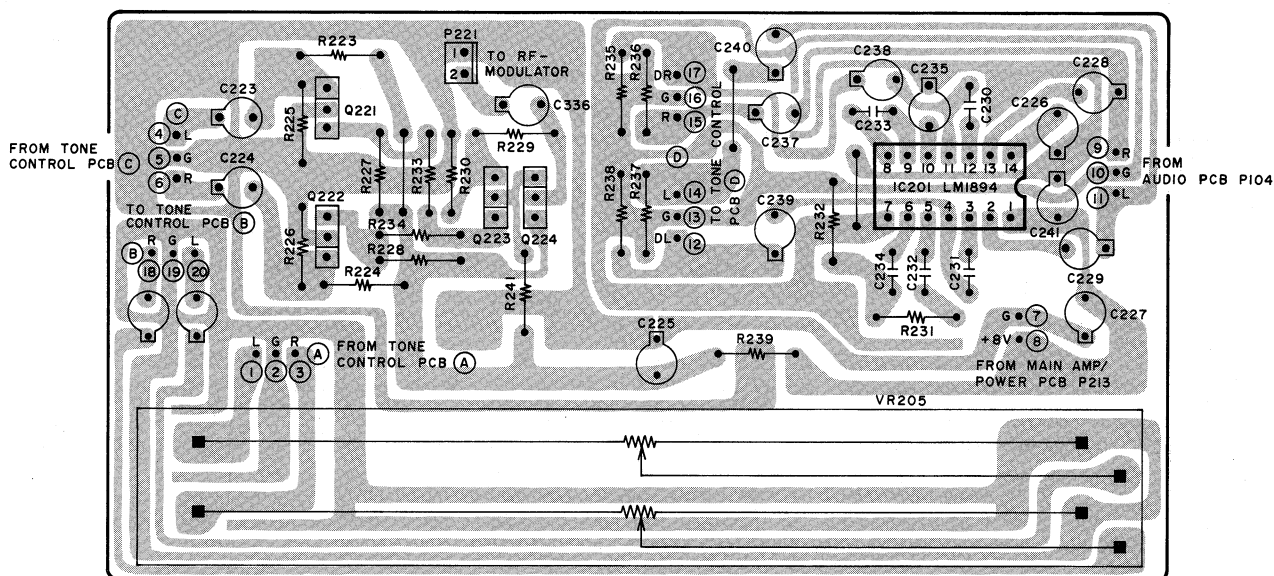 R223
P221
1
2
TO RF-
MODULATOR
C223
R225
Q221
C336
R229
C
4 L
5 G
6 R
FROM TONE
CONTROL PCB C
C224
R227
R233
R230
TO TONE
CONTROL PCB B
Q222
R226
R234
R228
R224
Q223
Q224
R241
B
R G L
18 19 20
L G R
A
1 2 3
FROM TONE
CONTROL PCB A
R235
R236
DR 17
G 16
R 15
D
TO TONE CONTROL
PCB D
R238
R237
L 14
G 13
DL 12
C240
C237
C239
C238
C235
C233
C230
C226
C228
R232
8 9 10 11 12 13 14
IC201 LM1894
7 6 5 4 3 2 1
9 R
10 G
11 L
FROM
AUDIO PCB P104
C241
C229
C234
C232
C231
R231
C227
C225
R239
G 7
+8V 8
FROM MAIN AMP/
POWER PCB P213
VR205